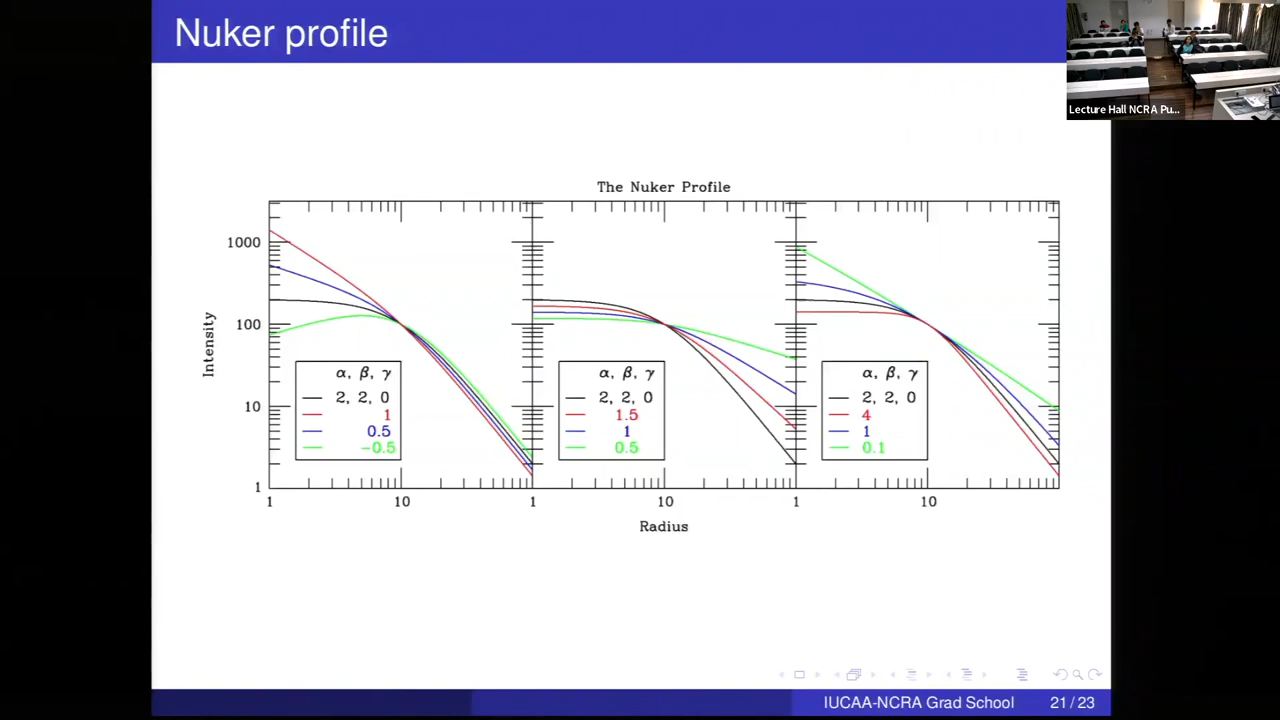 Nuker profile
Lecture Hall NCRA Pu...
The Nuker Profile
Intensity
1000
100
10
1
α, β, γ
2, 2, 0
1
0.5
−0.5
α, β, γ
2, 2, 0
1.5
1
0.5
α, β, γ
2, 2, 0
4
1
0.1
1 10 1 10 1 10
Radius
IUCAA-NCRA Grad School 21 / 23